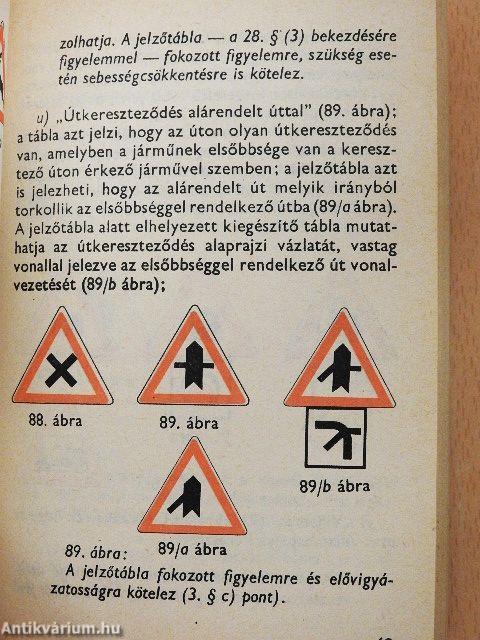 zolhatja. A jelzőtábla — a 28. § (3) bekezdésére
figyelemmel — fokozott figyelemre, szükség ese-
tén sebességcsökkentésre is kötelez.
u) „Útkereszteződés alárendelt úttal” (89. ábra);
a tábla azt jelzi, hogy az úton olyan útkereszteződés
van, amelyben a járműnek elsőbbsége van a keresz-
tező úton érkező járművel szemben; a jelzőtábla azt
is jelezheti, hogy az alárendelt út melyik irányból
torkollik az elsőbbséggel rendelkező útba (89/a ábra).
A jelzőtábla alatt elhelyezett kiegészítő tábla mutat-
hatja az útkereszteződés alaprajzi vázlatát, vastag
vonallal jelezve az elsőbbséggel rendelkező út vonal-
vezetését (89/b ábra);
88. ábra
89. ábra
89/b ábra
89/a ábra
89. ábra:
A jelzőtábla fokozott figyelemre és elővigyá-
zatosságra kötelez (3. § c) pont).
Antikvárium.hu